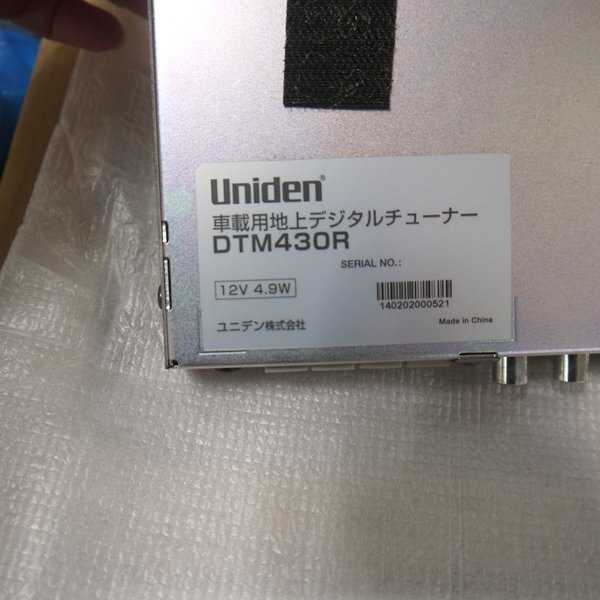 Uniden®
車載用地上デジタルチューナー
DTM430R
SERIAL NO.:
12V 4.9W
140202000521
ユニデン株式会社
Made in China